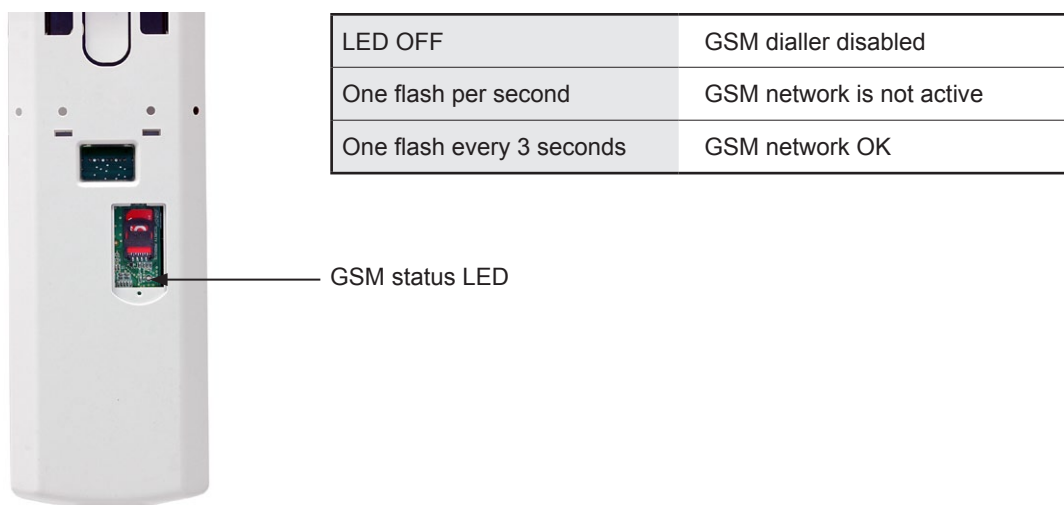 LED OFF GSM dialler disabled
One flash per second GSM network is not active
One flash every 3 seconds GSM network OK
GSM status LED